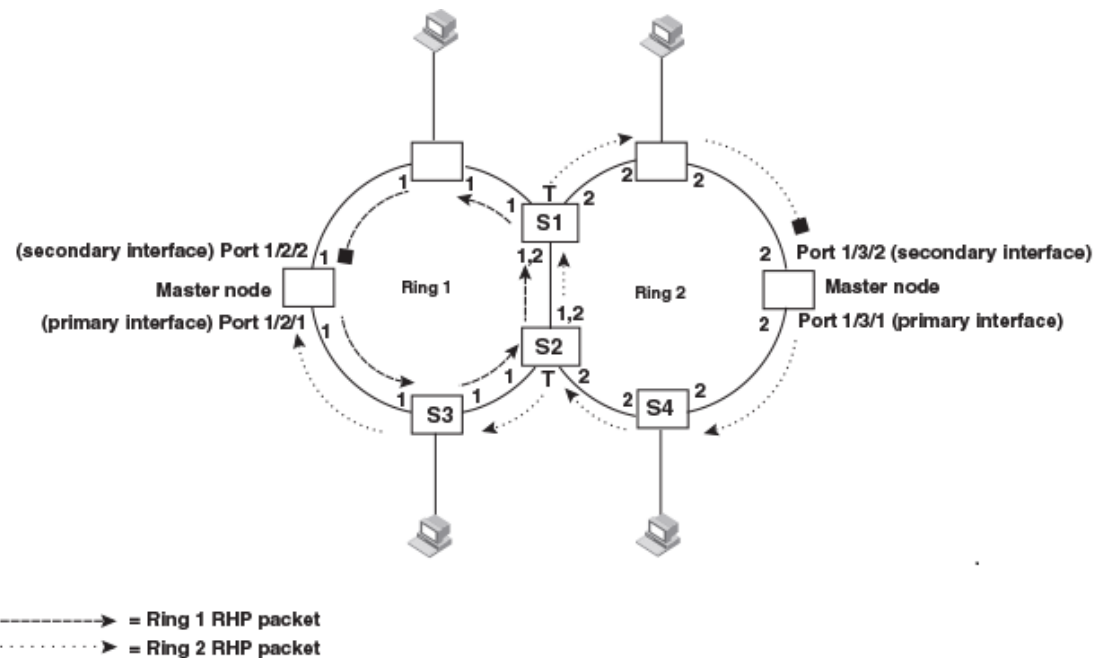 1
1
2
2
1
T
2
S1
(secondary interface) Port 1/2/2
1
1,2
2
Port 1/3/2 (secondary interface)
Master node
Ring 1
Ring 2
Master node
(primary interface) Port 1/2/1
1
1,2
2
Port 1/3/1 (primary interface)
S2
1
T
2
1
S3
1
2
S4
2
= Ring 1 RHP packet
= Ring 2 RHP packet